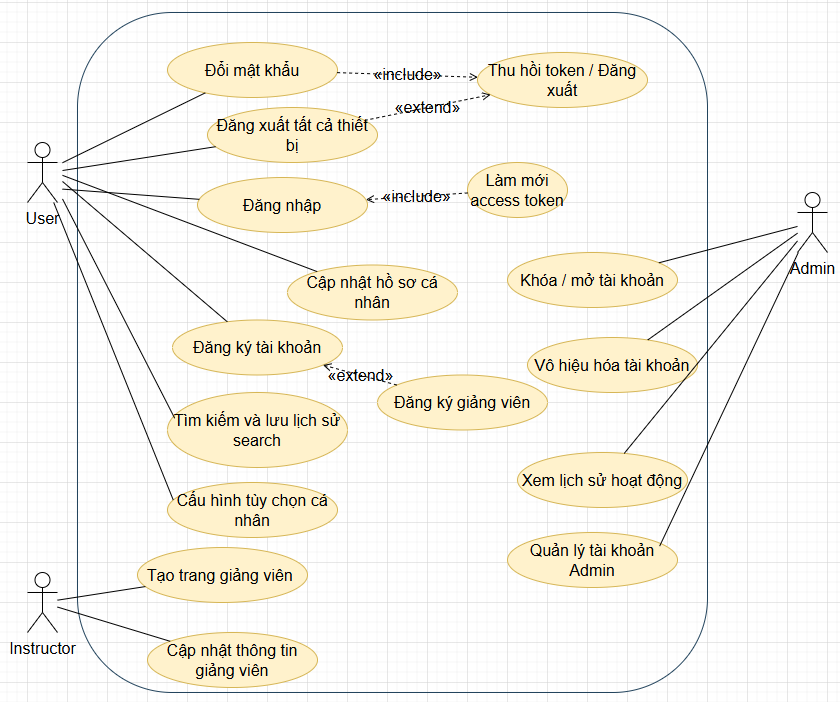 Đổi mật khẩu
«include»
Thu hồi token / Đăng
xuất
«extend»
Đăng xuất tất cả thiết
bị
User
Đăng nhập
«include»
Làm mới
access token
Admin
Cập nhật hồ sơ cá
nhân
Khóa / mở tài khoản
Đăng ký tài khoản
«extend»
Đăng ký giảng viên
Vô hiệu hóa tài khoản
Tìm kiếm và lưu lịch sử
search
Xem lịch sử hoạt động
Cấu hình tùy chọn cá
nhân
Quản lý tài khoản
Admin
Tạo trang giảng viên
Instructor
Cập nhật thông tin
giảng viên